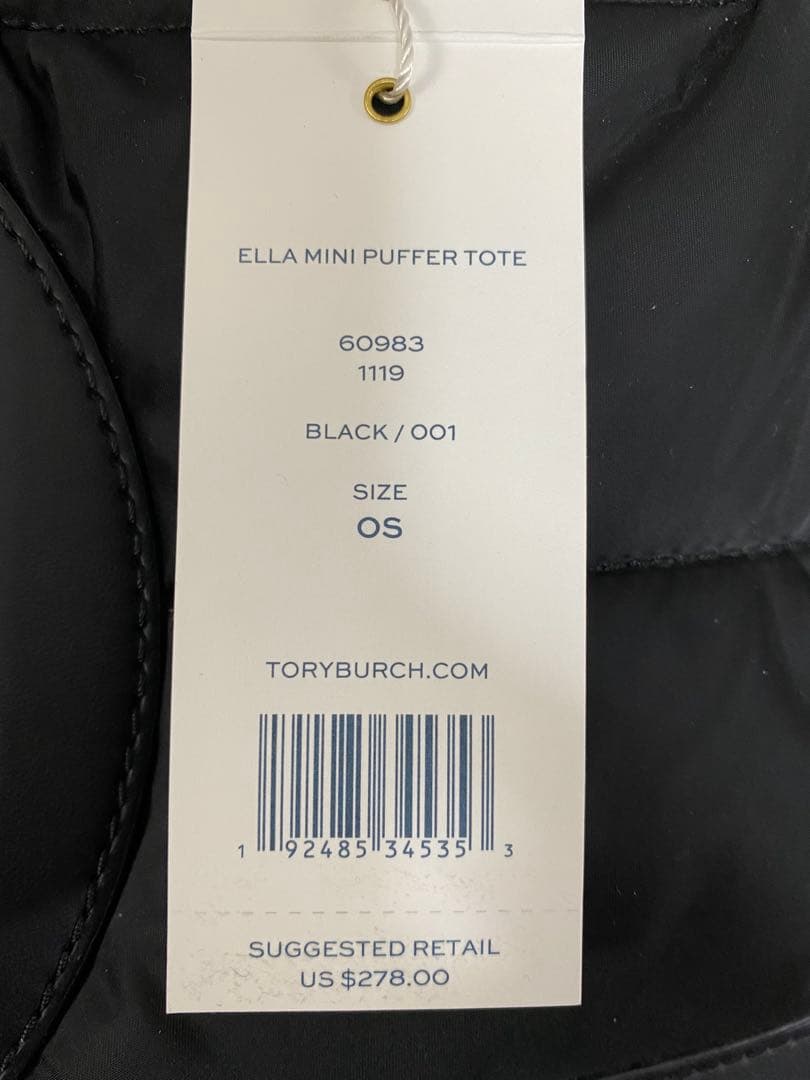 ELLA MINI PUFFER TOTE
60983
1119
BLACK / 001
SIZE
OS
TORYBURCH.COM
1 92485 34535 3
SUGGESTED RETAIL
US $278.00